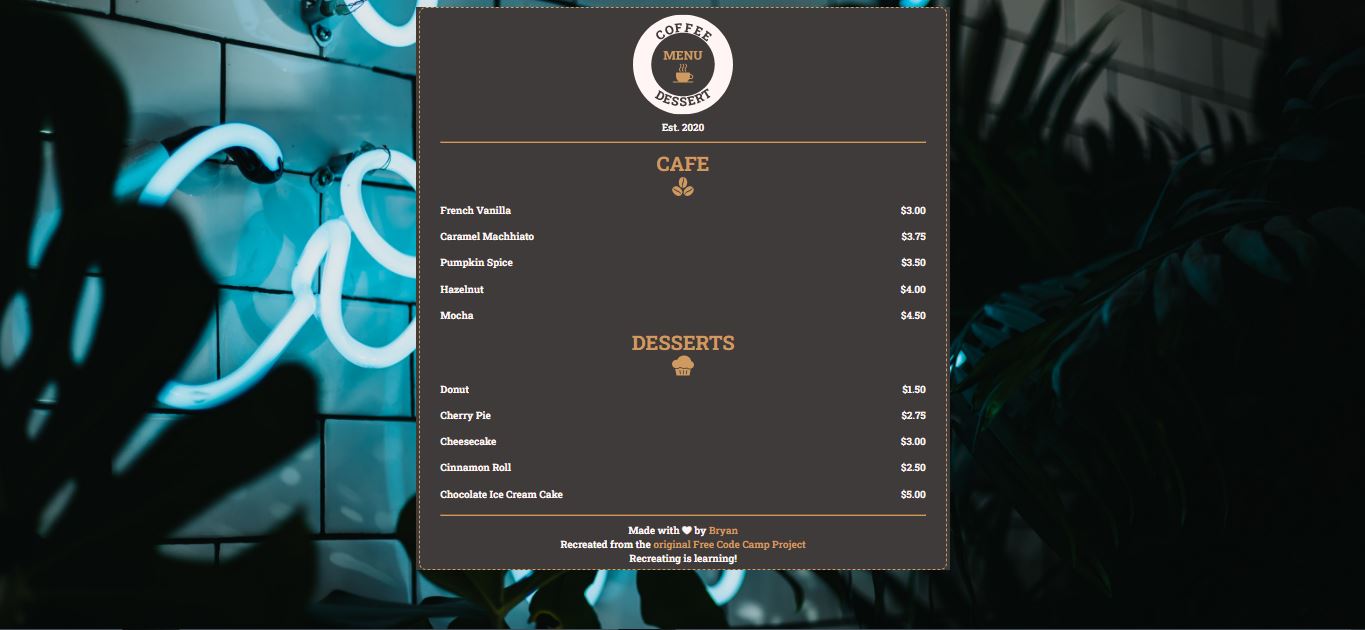 COFFEE
MENU
DESSERT
Est. 2020
CAFE
French Vanilla $3.00
Caramel Machhiato $3.75
Pumpkin Spice $3.50
Hazelnut $4.00
Mocha $4.50
DESSERTS
Donut $1.50
Cherry Pie $2.75
Cheesecake $3.00
Cinnamon Roll $2.50
Chocolate Ice Cream Cake $5.00
Made with ♥ by Bryan
Recreated from the original Free Code Camp Project
Recreating is learning!